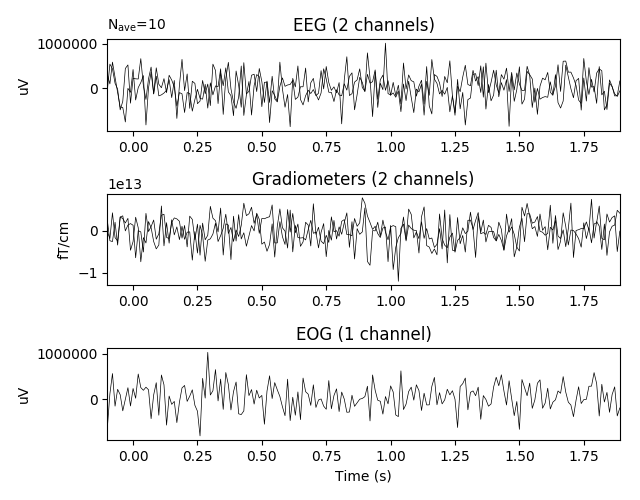 N_ave=10
EEG (2 channels)
1000000
0
uV
0.00 0.25 0.50 0.75 1.00 1.25 1.50 1.75
1e13
Gradiometers (2 channels)
0
−1
fT/cm
0.00 0.25 0.50 0.75 1.00 1.25 1.50 1.75
EOG (1 channel)
1000000
0
uV
0.00 0.25 0.50 0.75 1.00 1.25 1.50 1.75
Time (s)